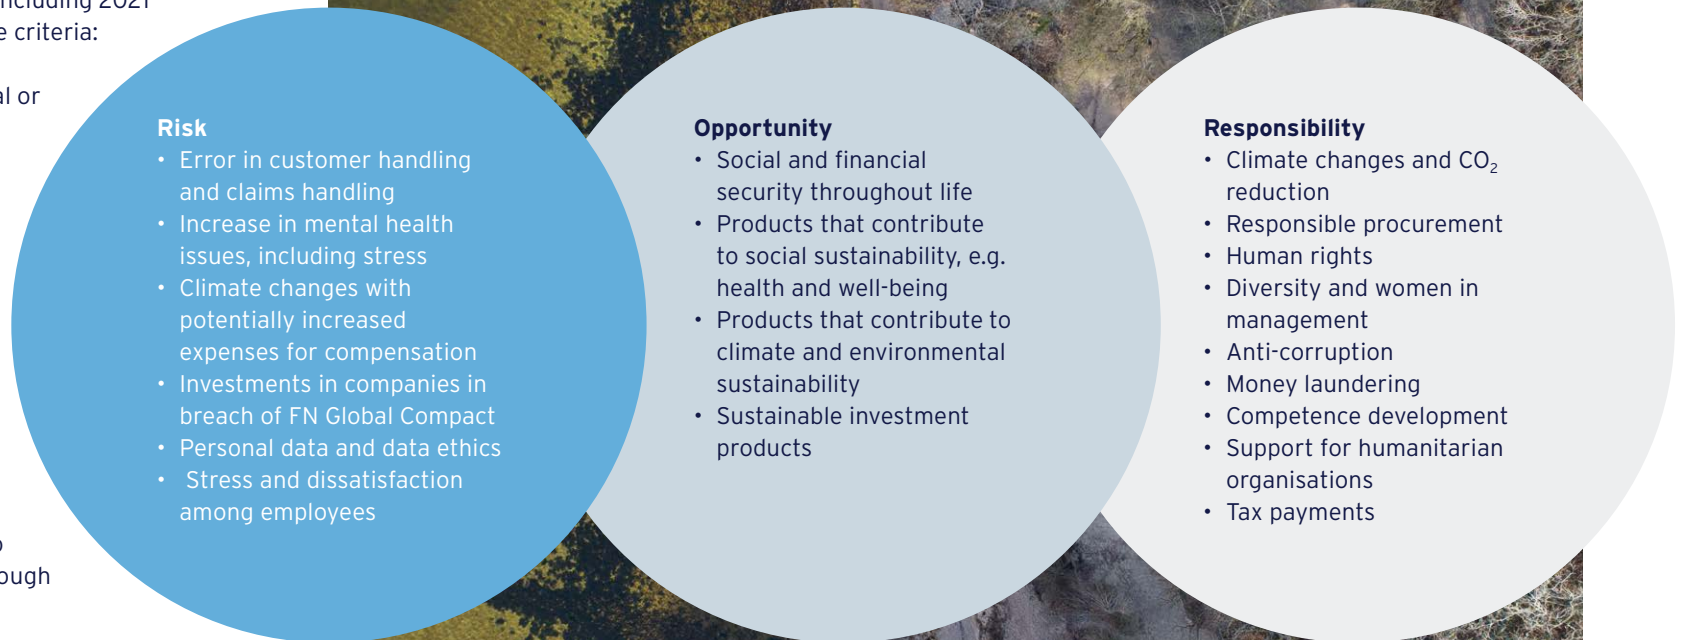 including 2021
criteria:
or
Risk
• Error in customer handling
and claims handling
• Increase in mental health
issues, including stress
• Climate changes with
potentially increased
expenses for compensation
• Investments in companies in
breach of FN Global Compact
• Personal data and data ethics
• Stress and dissatisfaction
among employees
Opportunity
• Social and financial
security throughout life
• Products that contribute
to social sustainability, e.g.
health and well-being
• Products that contribute to
climate and environmental
sustainability
• Sustainable investment
products
Responsibility
• Climate changes and CO₂
reduction
• Responsible procurement
• Human rights
• Diversity and women in
management
• Anti-corruption
• Money laundering
• Competence development
• Support for humanitarian
organisations
• Tax payments